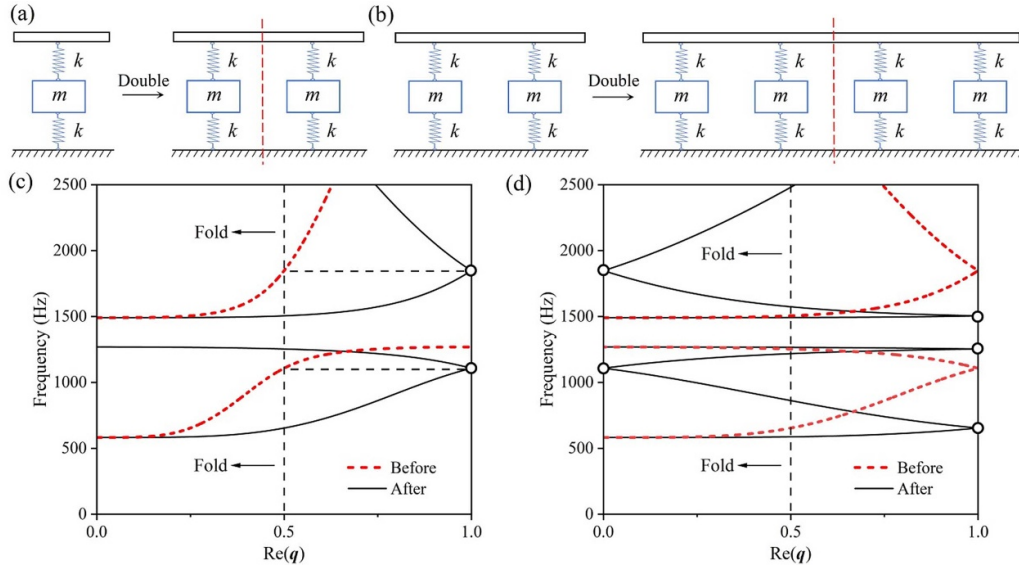 (a)
k
m
k
Double
k
m
k
k
m
k
(b)
k
m
k
k
m
k
Double
k
m
k
k
m
k
k
m
k
k
m
k
(c)
Frequency (Hz)
2500
2000
1500
1000
500
0
Fold
Fold
Before
After
0.0
0.5
1.0
Re(q)
(d)
Frequency (Hz)
2500
2000
1500
1000
500
0
Fold
Fold
Before
After
0.0
0.5
1.0
Re(q)